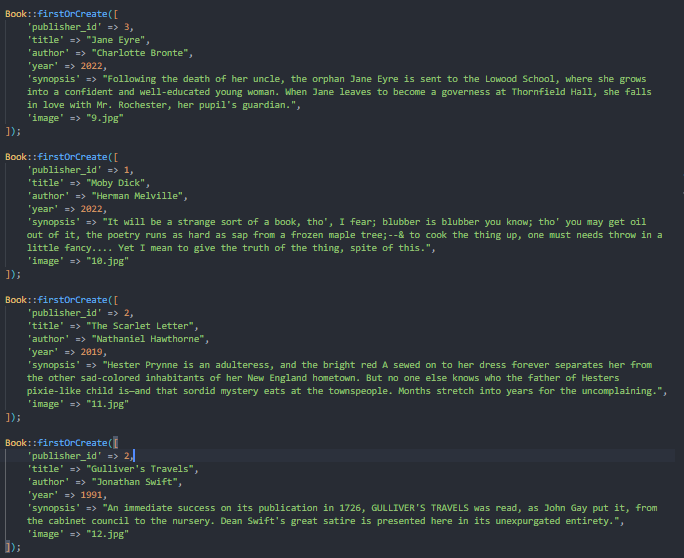 Book::firstOrCreate([
'publisher_id' => 3,
'title' => "Jane Eyre",
'author' => "Charlotte Bronte",
'year' => 2022,
'synopsis' => "Following the death of her uncle, the orphan Jane Eyre is sent to the Lowood School, where she grows
into a confident and well-educated young woman. When Jane leaves to become a governess at Thornfield Hall, she falls
in love with Mr. Rochester, her pupil's guardian.",
'image' => "9.jpg"
]);
Book::firstOrCreate([
'publisher_id' => 1,
'title' => "Moby Dick",
'author' => "Herman Melville",
'year' => 2022,
'synopsis' => "It will be a strange sort of a book, tho', I fear; blubber is blubber you know; tho' you may get oil
out of it, the poetry runs as hard as sap from a frozen maple tree;--& to cook the thing up, one must needs throw in a
little fancy.... Yet I mean to give the truth of the thing, spite of this.",
'image' => "10.jpg"
]);
Book::firstOrCreate([
'publisher_id' => 2,
'title' => "The Scarlet Letter",
'author' => "Nathaniel Hawthorne",
'year' => 2019,
'synopsis' => "Hester Prynne is an adulteress, and the bright red A sewed on to her dress forever separates her from
the other sad-colored inhabitants of her New England hometown. But no one else knows who the father of Hesters
pixie-like child is—and that sordid mystery eats at the townspeople. Months stretch into years for the uncomplaining.",
'image' => "11.jpg"
]);
Book::firstOrCreate([
'publisher_id' => 2,
'title' => "Gulliver's Travels",
'author' => "Jonathan Swift",
'year' => 1991,
'synopsis' => "An immediate success on its publication in 1726, GULLIVER'S TRAVELS was read, as John Gay put it, from
the cabinet council to the nursery. Dean Swift's great satire is presented here in its unexpurgated entirety.",
'image' => "12.jpg"
]);